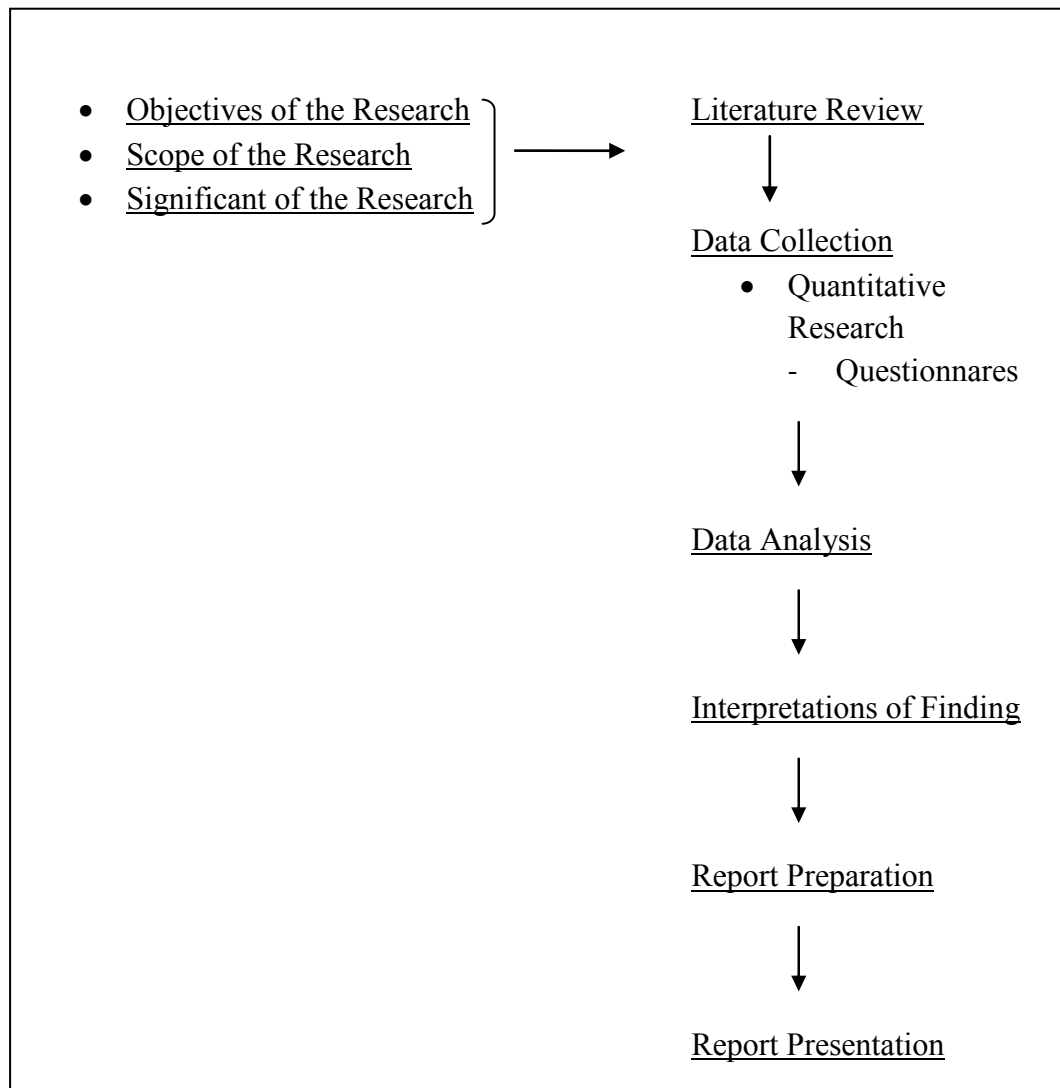 • Objectives of the Research
• Scope of the Research
• Significant of the Research
Literature Review
Data Collection
• Quantitative
Research
- Questionnares
Data Analysis
Interpretations of Finding
Report Preparation
Report Presentation